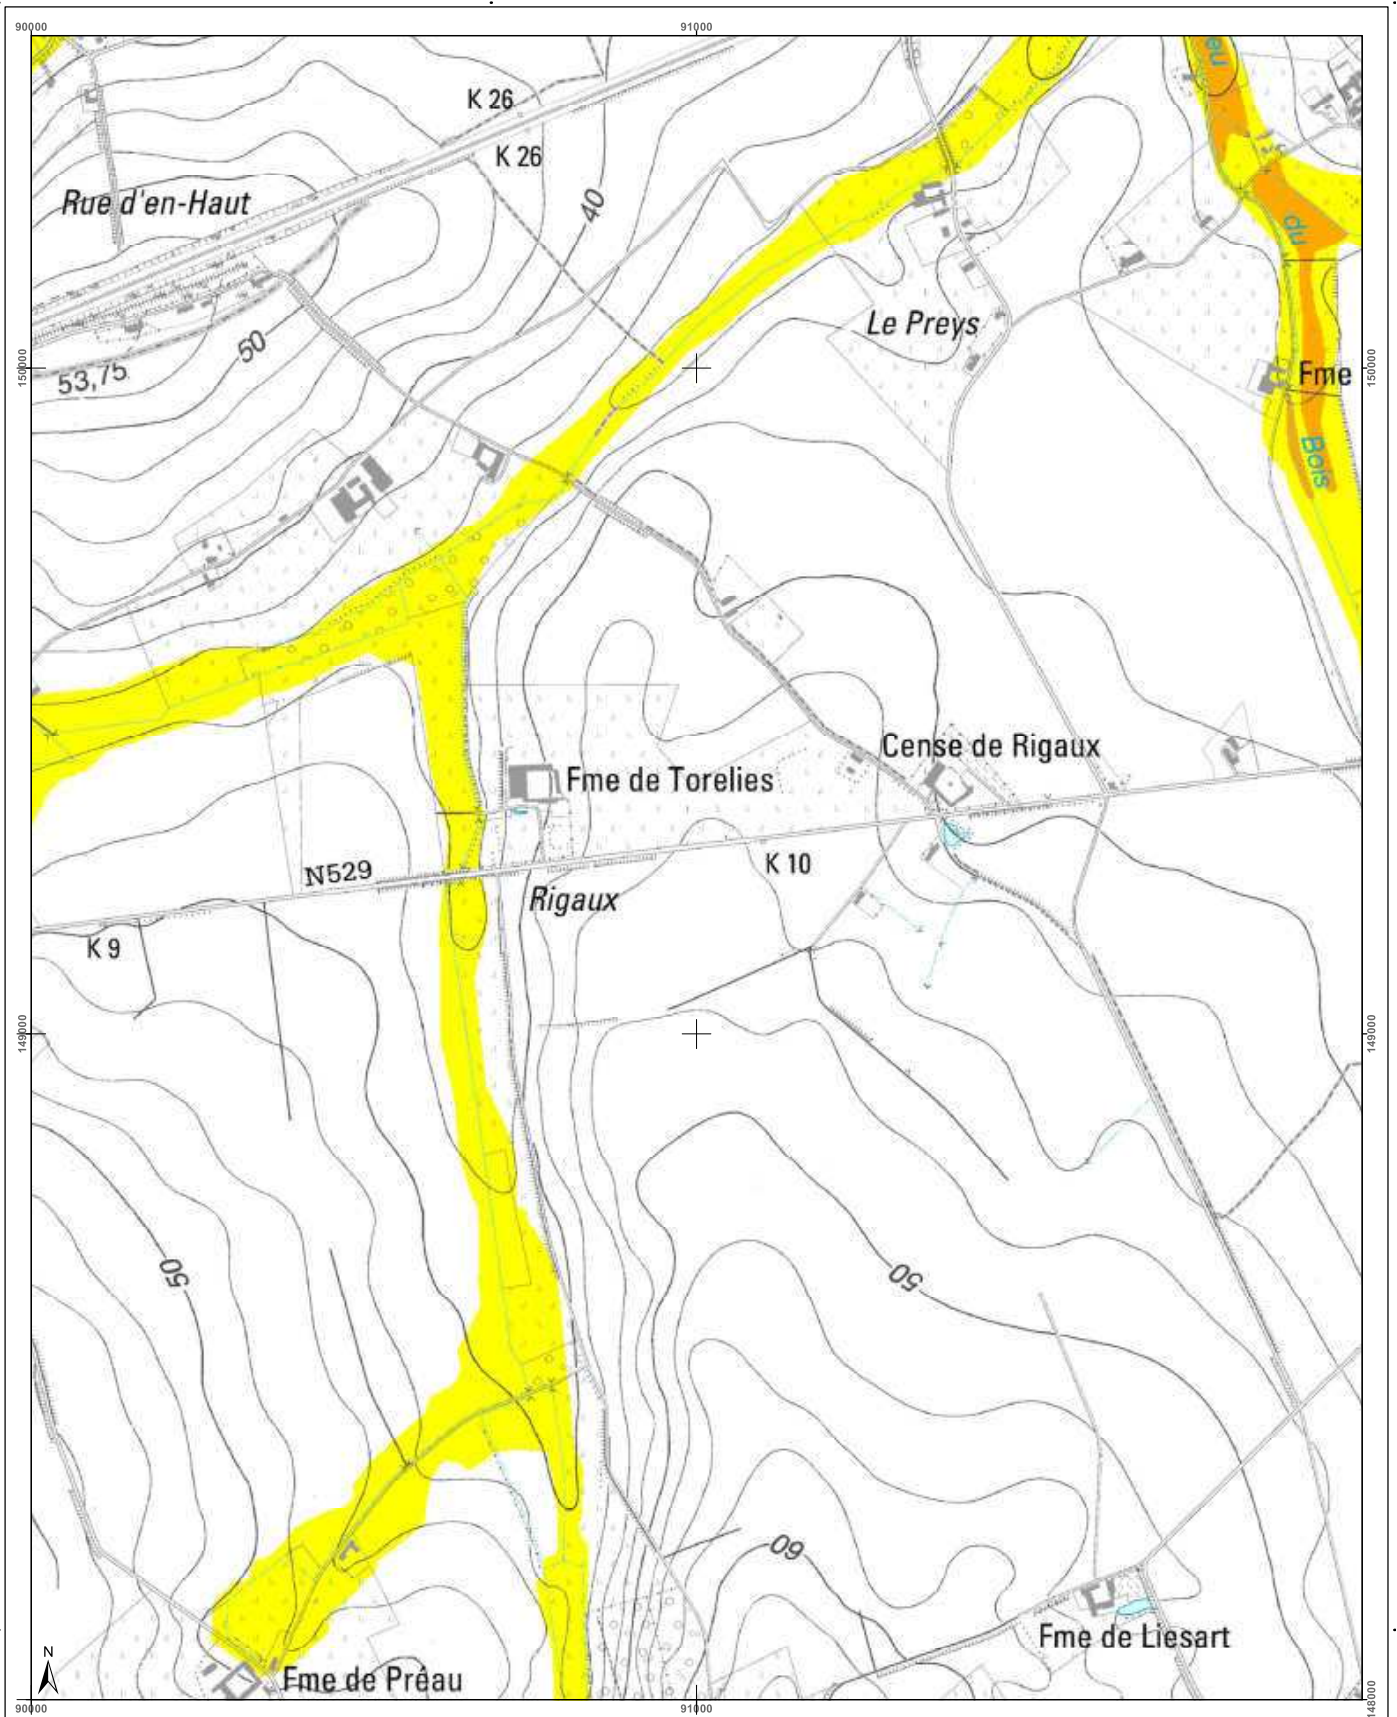 90000
91000
eu
K 26
K 26
Rue d'en-Haut
40
du
Le Preys
50
150000
53,75
150000
Fme
Bois
Cense de Rigaux
Fme de Torelies
K 10
N529
Rigaux
K 9
149000
149000
50
50
60
Fme de Liesart
N
Fme de Préau
90000
91000
148000